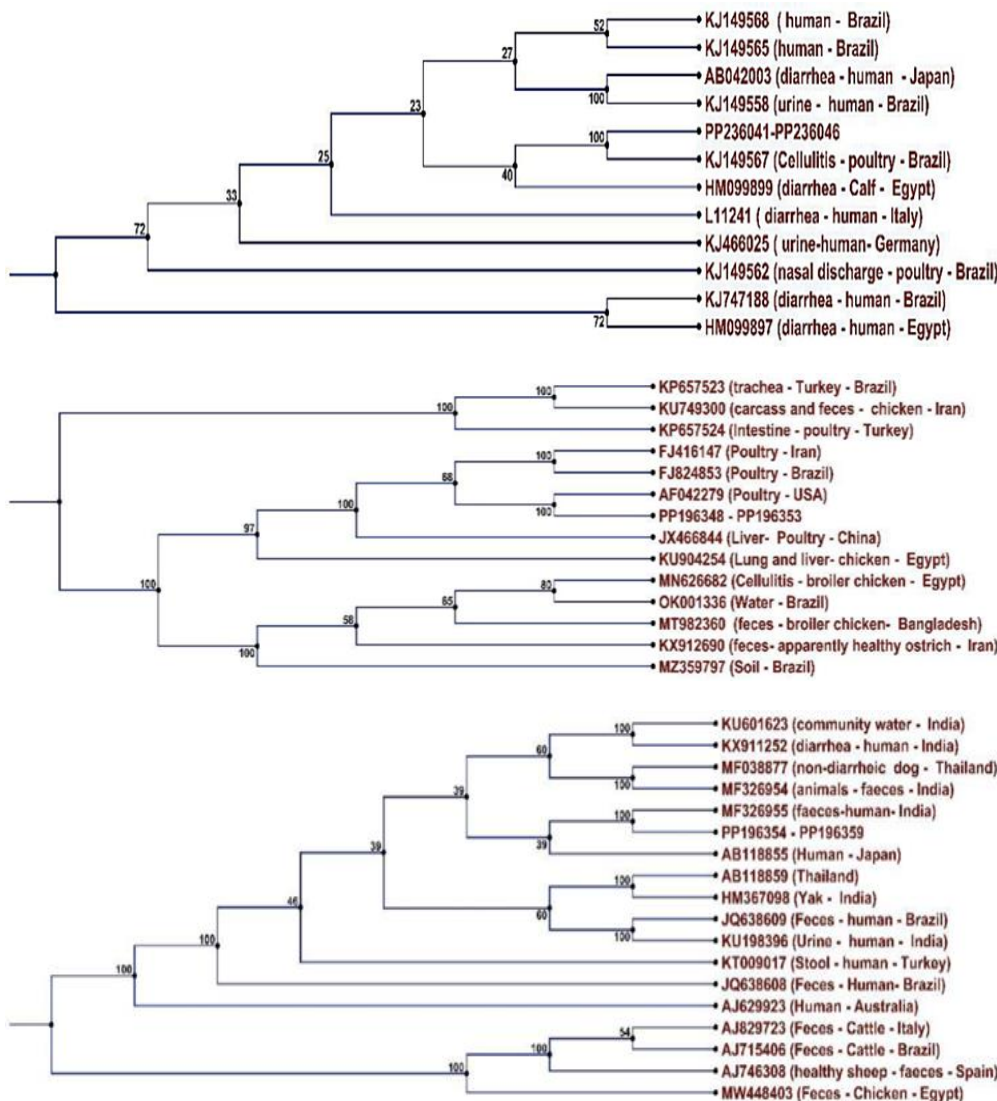 KJ149568 ( human - Brazil)
52
KJ149565 (human - Brazil)
27
AB042003 (diarrhea - human - Japan)
100
KJ149558 (urine - human - Brazil)
23
PP236041-PP236046
100
KJ149567 (Cellulitis - poultry - Brazil)
25
40
HM099899 (diarrhea - Calf - Egypt)
33
L11241 ( diarrhea - human - Italy)
72
KJ466025 ( urine-human- Germany)
KJ149562 (nasal discharge - poultry - Brazil)
KJ747188 (diarrhea - human - Brazil)
72
HM099897 (diarrhea - human - Egypt)
KP657523 (trachea - Turkey - Brazil)
100
KU749300 (carcass and feces - chicken - Iran)
100
KP657524 (Intestine - poultry - Turkey)
FJ416147 (Poultry - Iran)
100
FJ824853 (Poultry - Brazil)
68
AF042279 (Poultry - USA)
100
100
PP196348 - PP196353
97
JX466844 (Liver- Poultry - China)
KU904254 (Lung and liver- chicken - Egypt)
100
MN626682 (Cellulitis - broiler chicken - Egypt)
80
OK001336 (Water - Brazil)
65
MT982360 (feces - broiler chicken- Bangladesh)
58
KX912690 (feces- apparently healthy ostrich - Iran)
100
MZ359797 (Soil - Brazil)
KU601623 (community water - India)
100
KX911252 (diarrhea - human - India)
60
MF038877 (non-diarrheic dog - Thailand)
100
MF326954 (animals - faeces - India)
39
MF326955 (faeces-human- India)
100
PP196354 - PP196359
39
AB118855 (Human - Japan)
39
AB118859 (Thailand)
100
HM367098 (Yak - India)
60
JQ638609 (Feces - human - Brazil)
46
100
KU198396 (Urine - human - India)
100
KT009017 (Stool - human - Turkey)
100
JQ638608 (Feces - Human- Brazil)
AJ629923 (Human - Australia)
AJ829723 (Feces - Cattle - Italy)
54
AJ715406 (Feces - Cattle - Brazil)
100
AJ746308 (healthy sheep - faeces - Spain)
100
MW448403 (Feces - Chicken - Egypt)